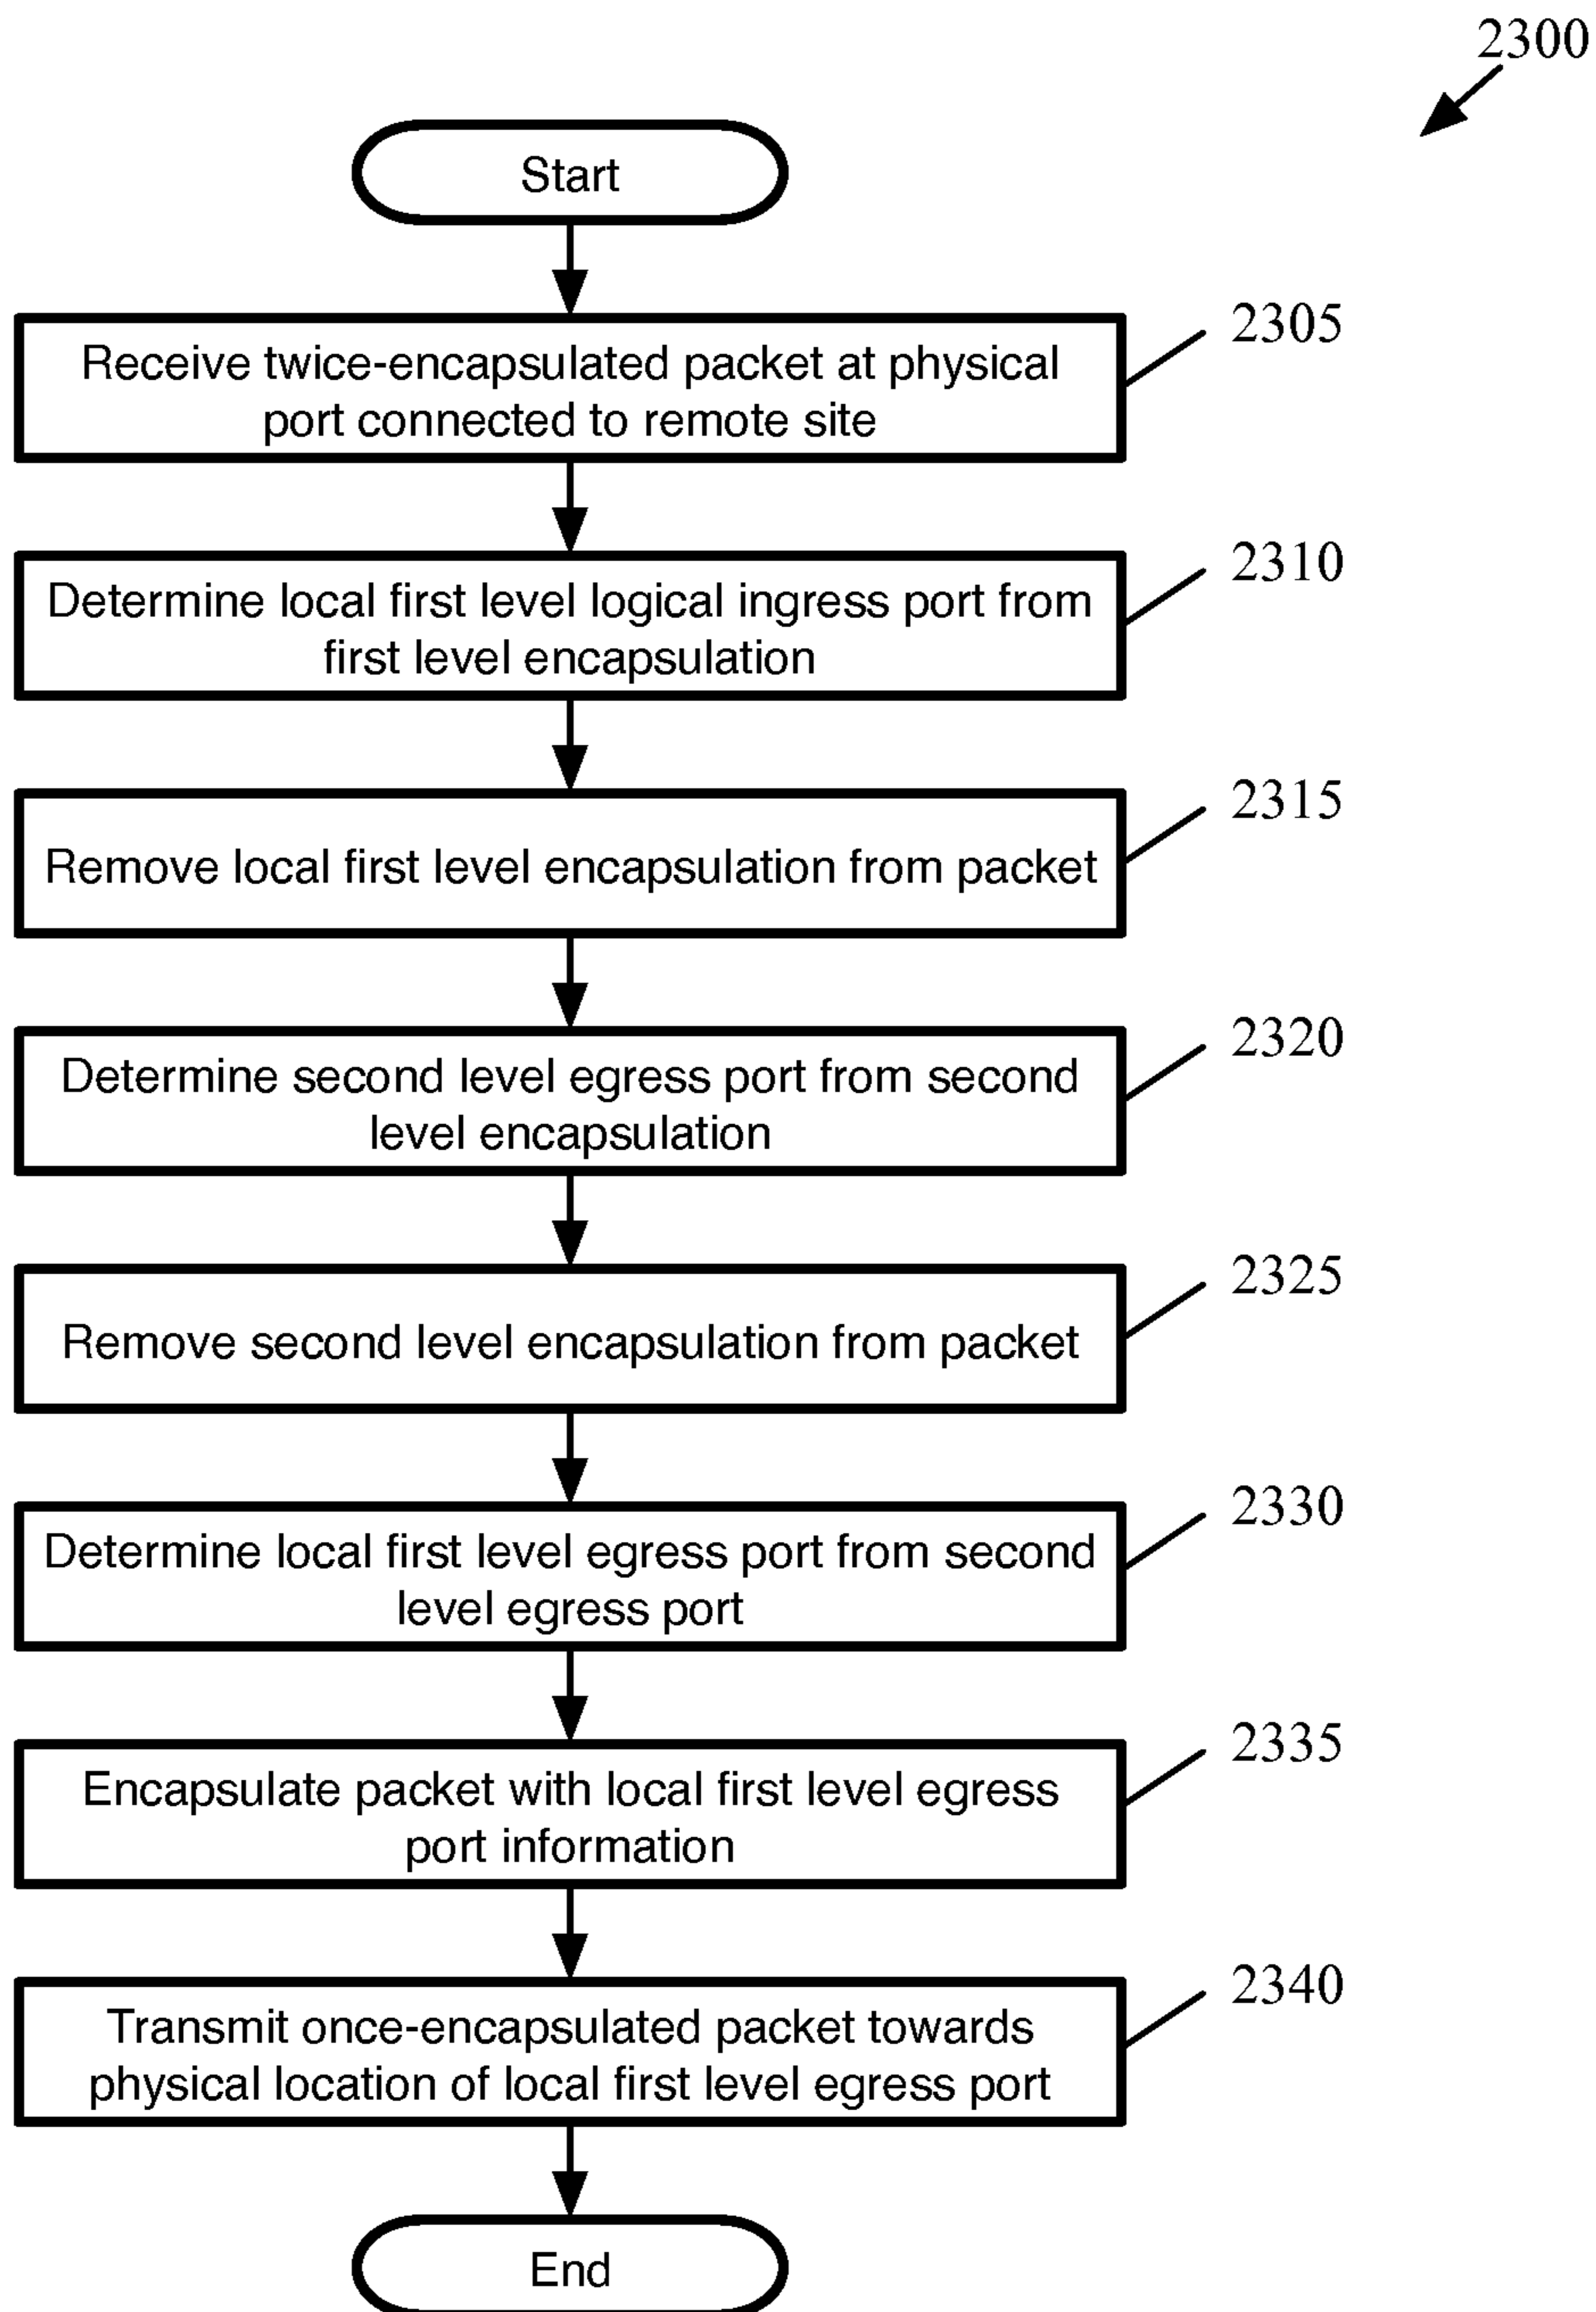 2300
Start
Receive twice-encapsulated packet at physical
port connected to remote site
2305
Determine local first level logical ingress port from
first level encapsulation
2310
Remove local first level encapsulation from packet
2315
Determine second level egress port from second
level encapsulation
2320
Remove second level encapsulation from packet
2325
Determine local first level egress port from second
level egress port
2330
Encapsulate packet with local first level egress
port information
2335
Transmit once-encapsulated packet towards
physical location of local first level egress port
2340
End